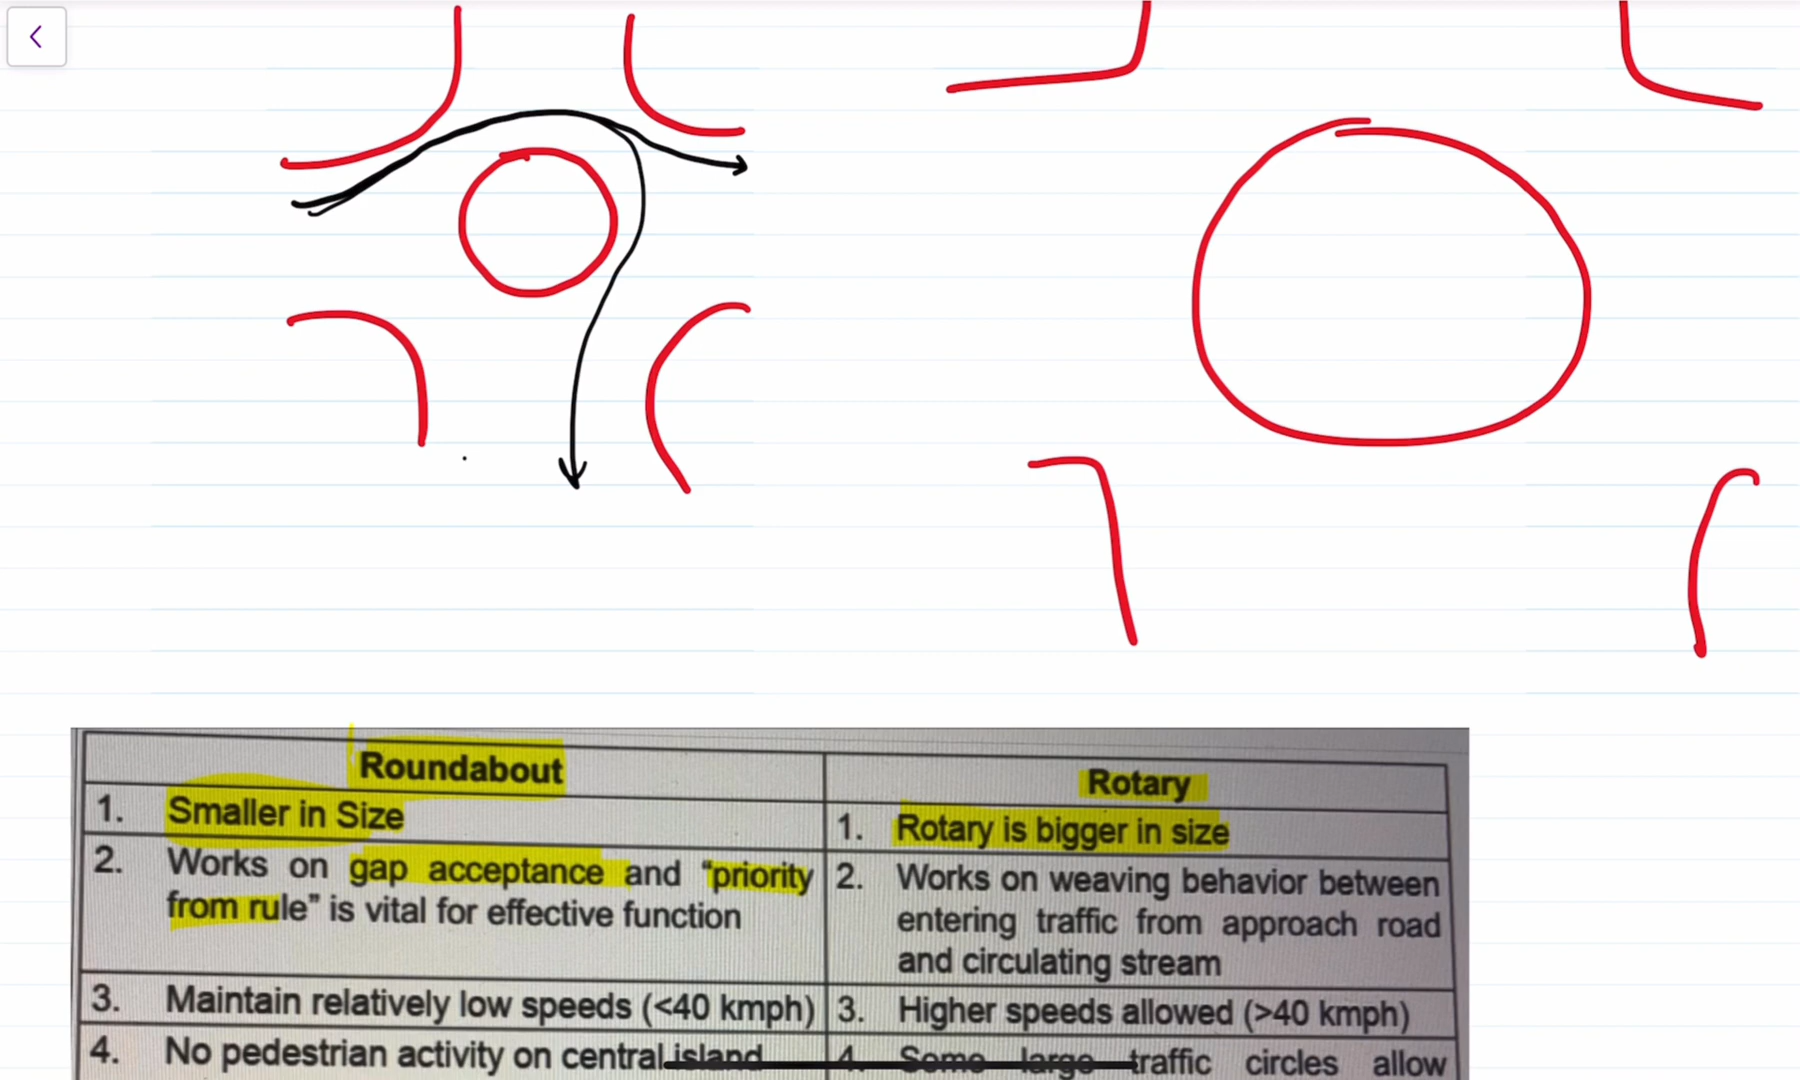 Roundabout
Rotary
1. Smaller in Size
1. Rotary is bigger in size
2. Works on gap acceptance and “priority
from rule” is vital for effective function
2. Works on weaving behavior between
entering traffic from approach road
and circulating stream
3. Maintain relatively low speeds (<40 kmph)
3. Higher speeds allowed (>40 kmph)
4. No pedestrian activity on central island
4. Some large traffic circles allow